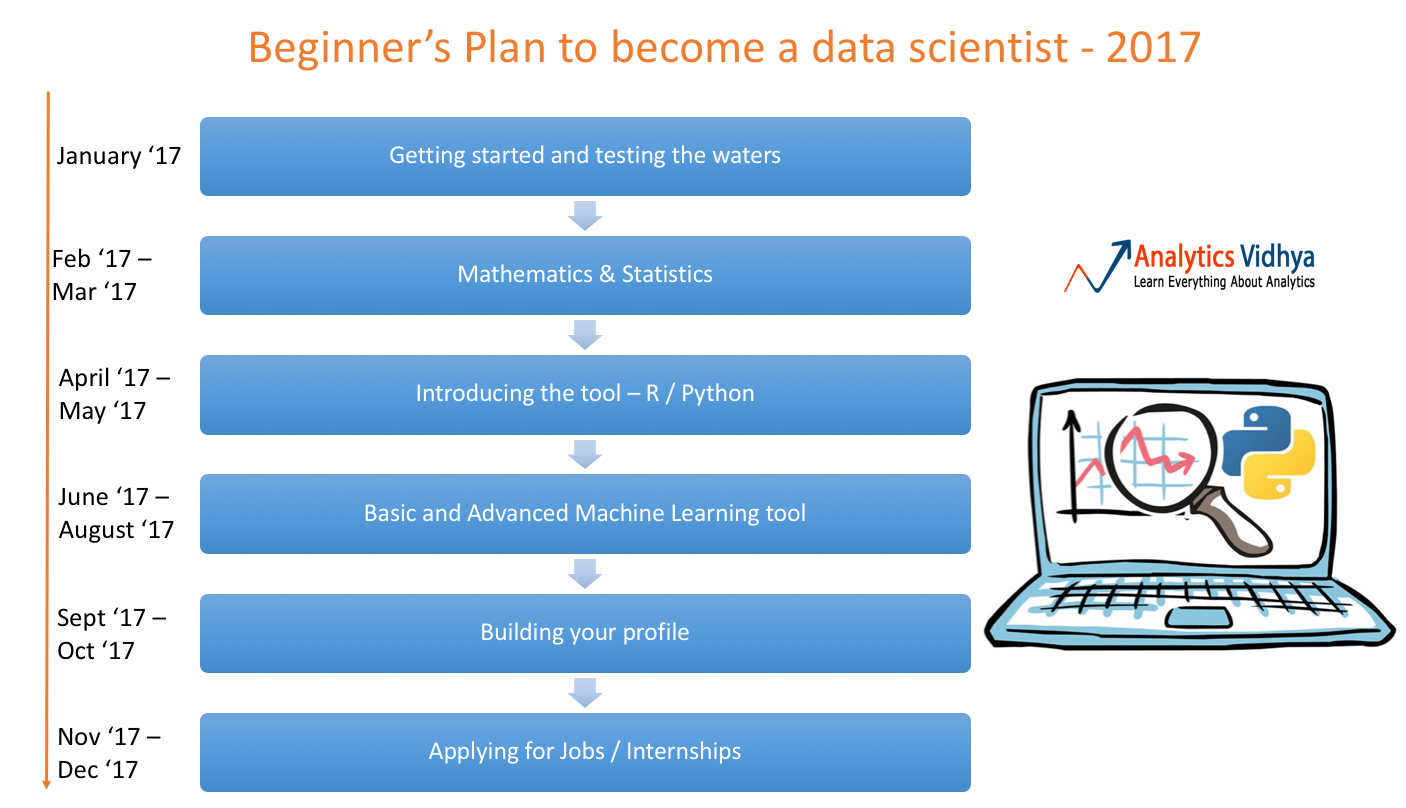 Beginner’s Plan to become a data scientist - 2017
January ‘17
Getting started and testing the waters
Feb ‘17 –
Mar ‘17
Mathematics & Statistics
Analytics Vidhya
Learn Everything About Analytics
April ‘17 –
May ‘17
Introducing the tool – R / Python
June ‘17 –
August ‘17
Basic and Advanced Machine Learning tool
Sept ‘17 –
Oct ‘17
Building your profile
Nov ‘17 –
Dec ‘17
Applying for Jobs / Internships